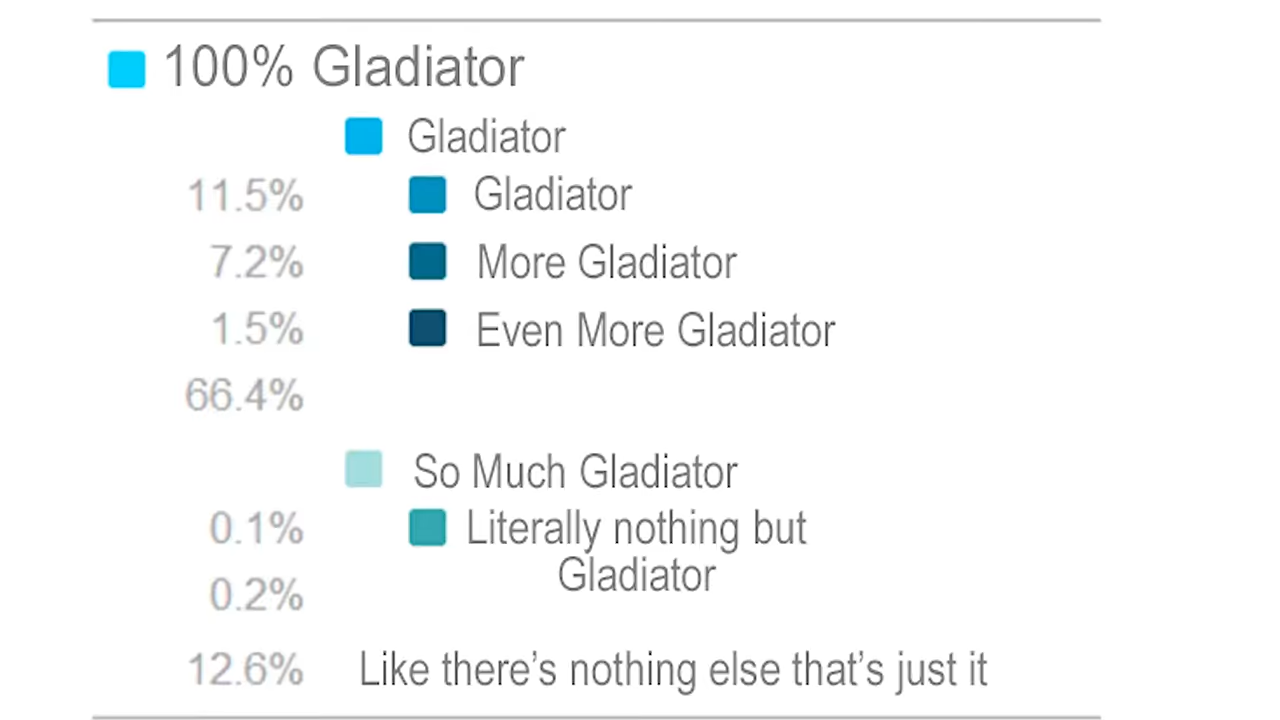 100% Gladiator
Gladiator
11.5% Gladiator
7.2% More Gladiator
1.5% Even More Gladiator
66.4%
So Much Gladiator
0.1% Literally nothing but
Gladiator
0.2%
12.6% Like there's nothing else that's just it